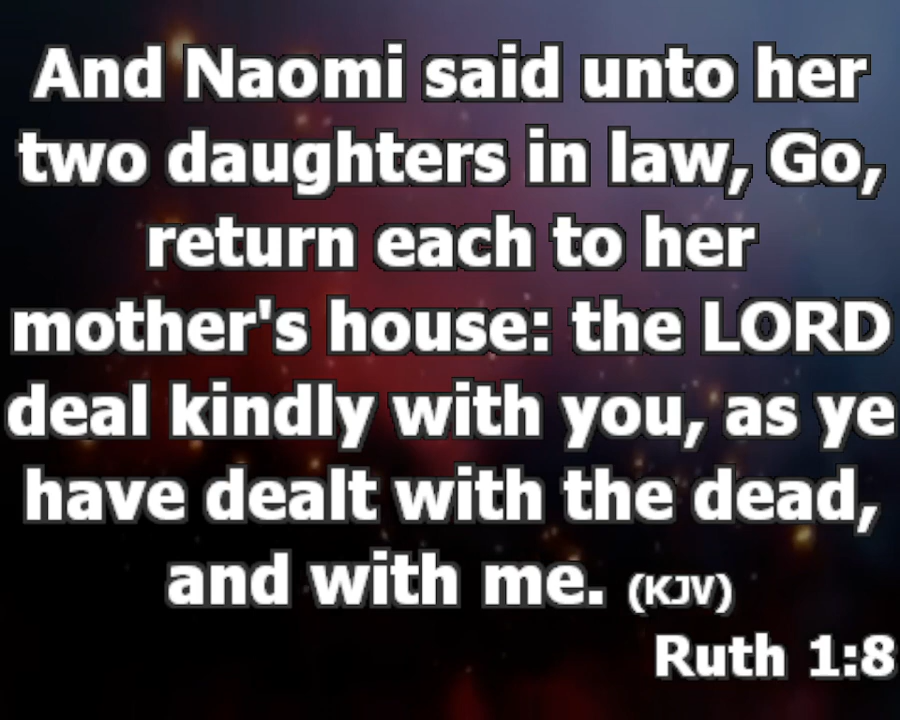 And Naomi said unto her
two daughters in law, Go,
return each to her
mother's house: the LORD
deal kindly with you, as ye
have dealt with the dead,
and with me. (KJV)
Ruth 1:8